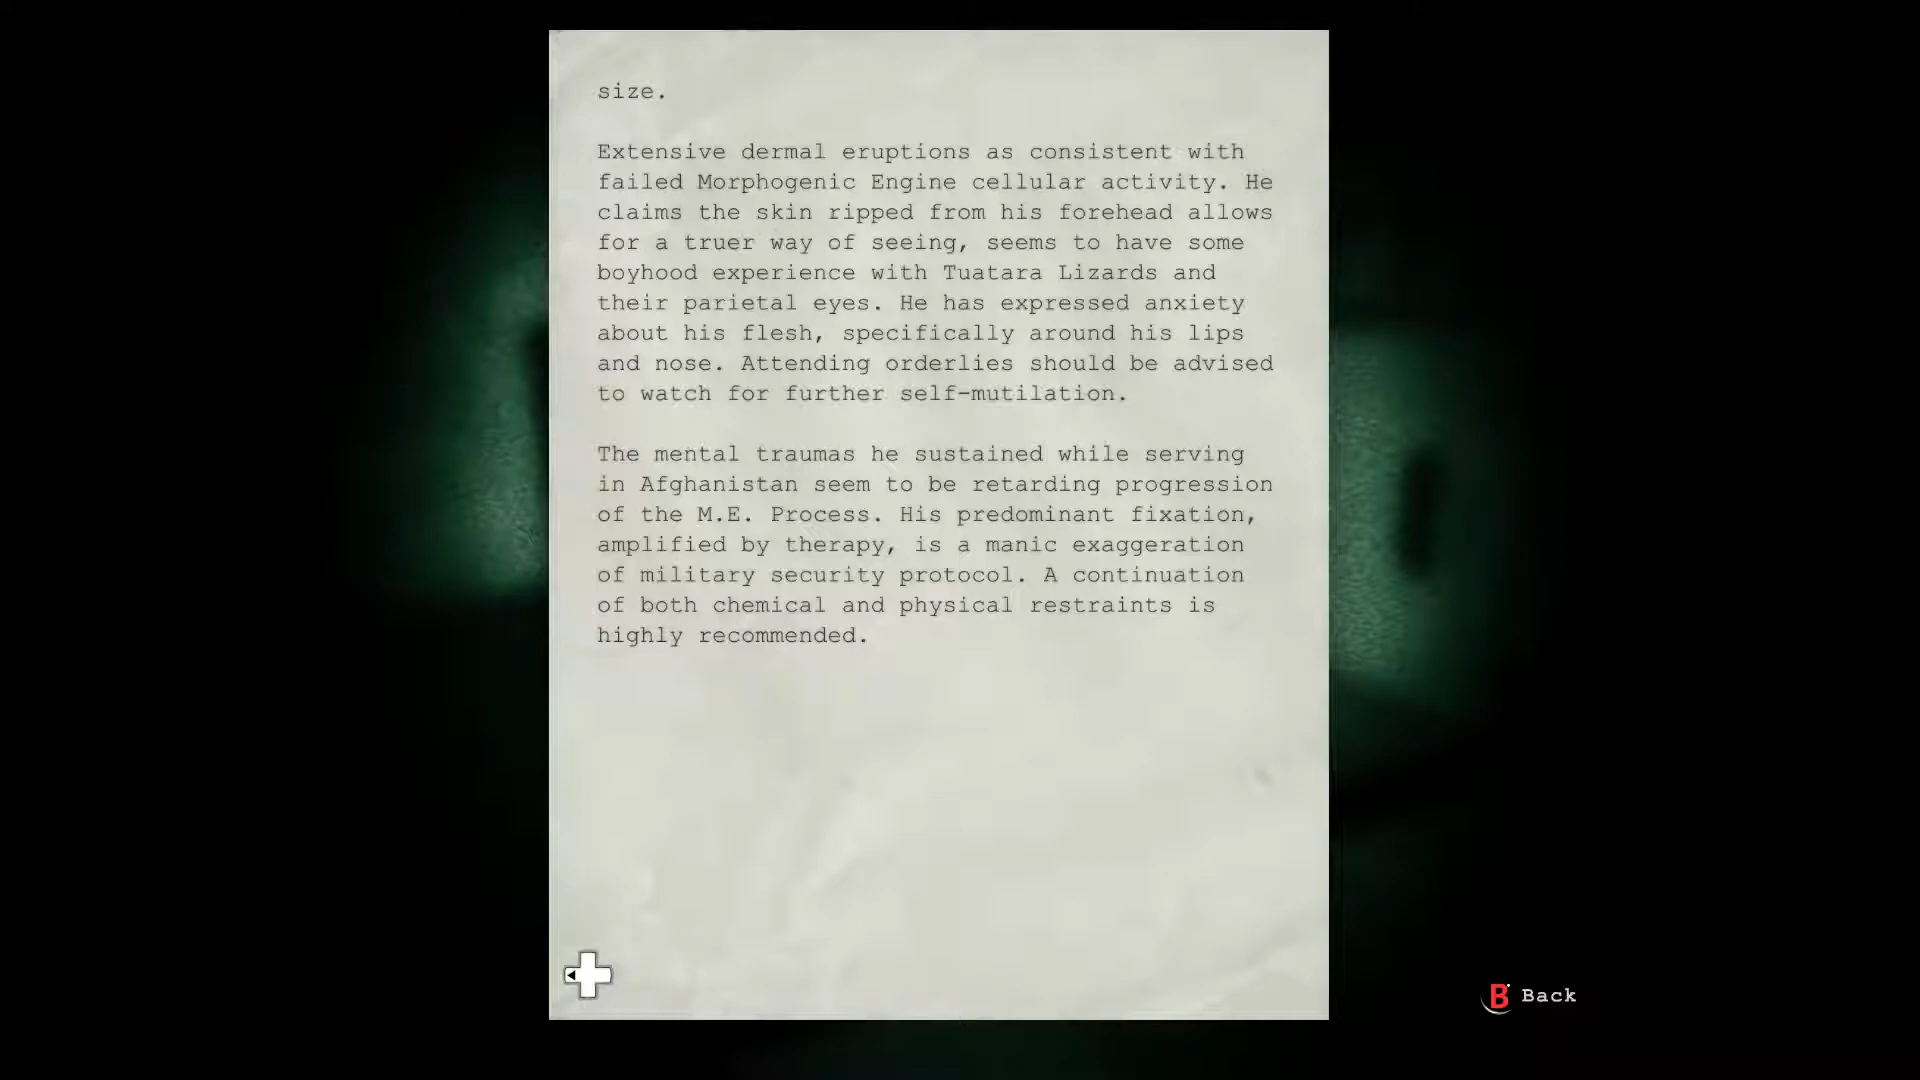 size.
Extensive dermal eruptions as consistent with
failed Morphogenic Engine cellular activity. He
claims the skin ripped from his forehead allows
for a truer way of seeing, seems to have some
boyhood experience with Tuatara Lizards and
their parietal eyes. He has expressed anxiety
about his flesh, specifically around his lips
and nose. Attending orderlies should be advised
to watch for further self-mutilation.
The mental traumas he sustained while serving
in Afghanistan seem to be retarding progression
of the M.E. Process. His predominant fixation,
amplified by therapy, is a manic exaggeration
of military security protocol. A continuation
of both chemical and physical restraints is
highly recommended.
B Back